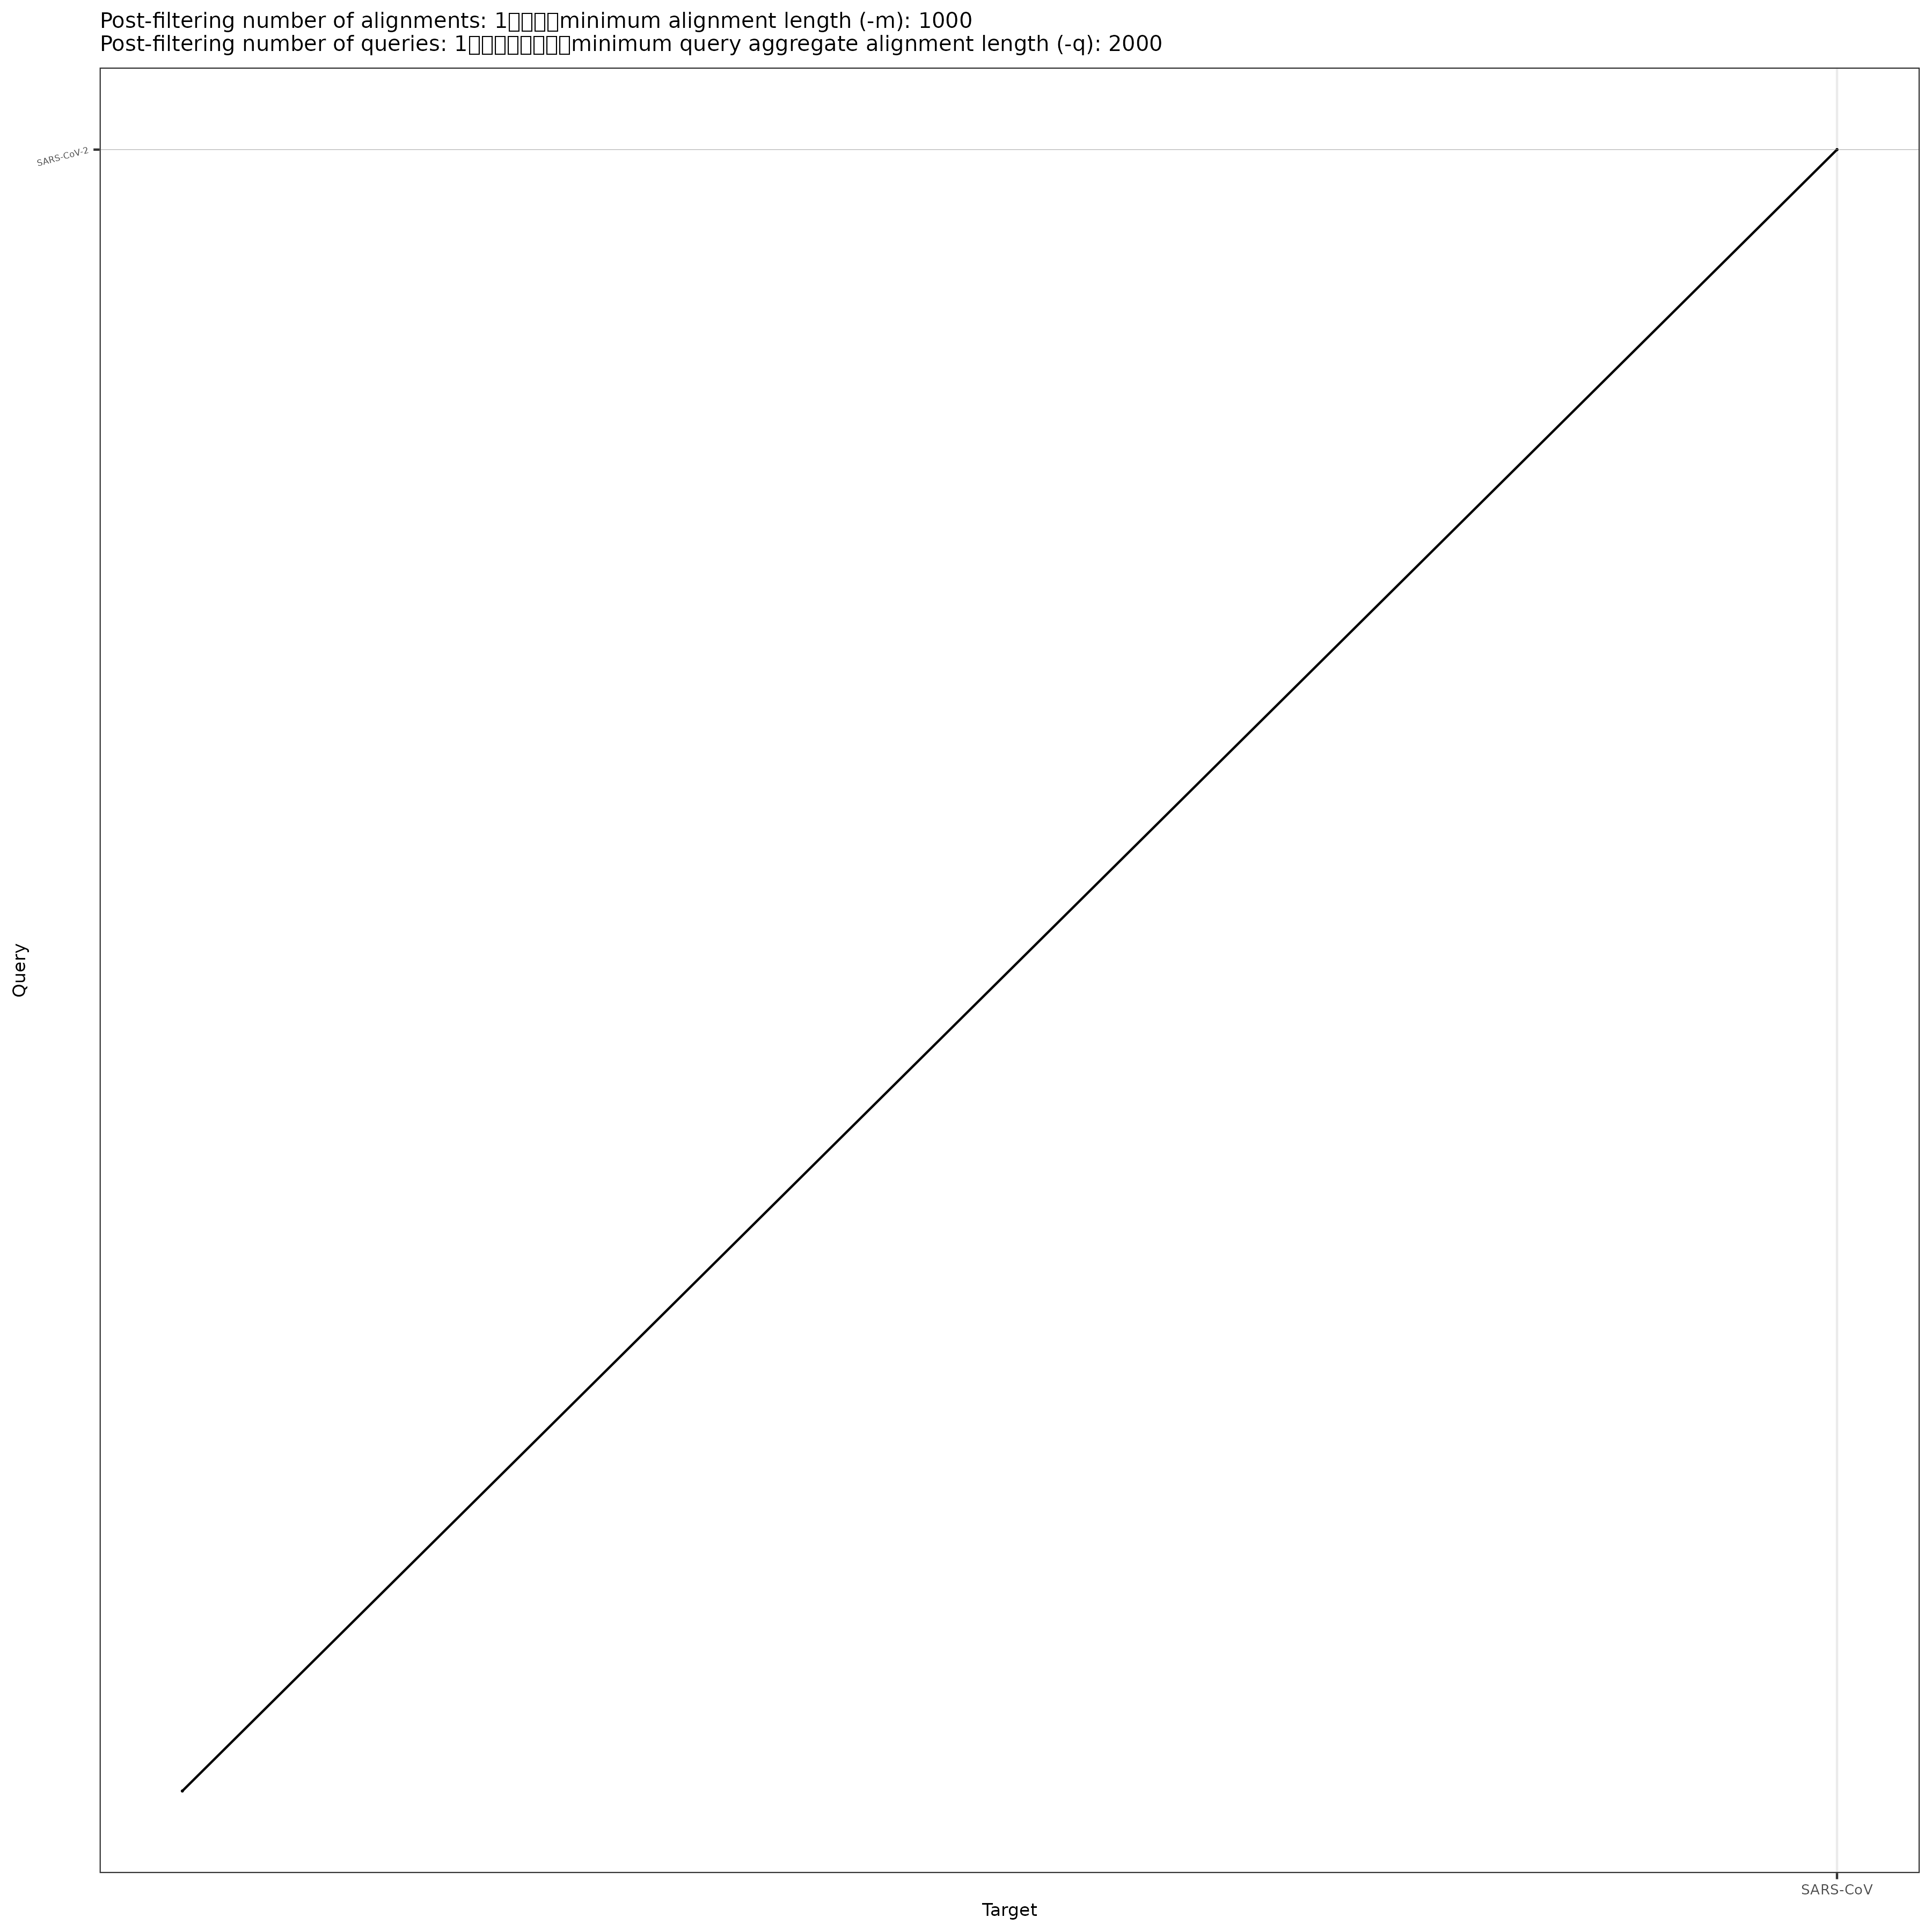 Post-filtering number of alignments: 1▯▯▯▯minimum alignment length (-m): 1000
Post-filtering number of queries: 1▯▯▯▯▯▯▯▯minimum query aggregate alignment length (-q): 2000
SARS-CoV-2
Query
SARS-CoV
Target